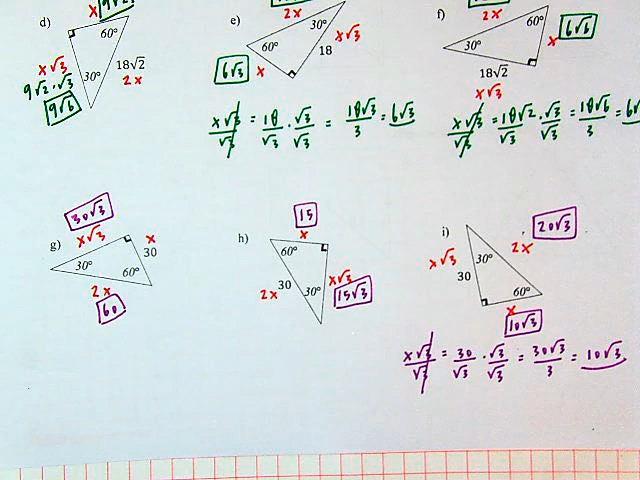 d)
x
9√2
60°
x√3
9√2·√3
9√6
30°
18√2
2x
e)
2x
30°
x√3
60°
18
6√3
x
x√3/√3 = 18/√3 · √3/√3 = 18√3/3 = 6√3
f)
2x
60°
6√6
x
30°
18√2
x√3
x√3/√3 = 18√2/√3 · √3/√3 = 18√6/3 = 6√
g)
30√3
x√3
x
30
30°
60°
2x
60
h)
15
x
60°
x√3
2x
30
30°
15√3
i)
20√3
x√3
2x
30
30°
60°
x
10√3
x√3/√3 = 30/√3 · √3/√3 = 30√3/3 = 10√3